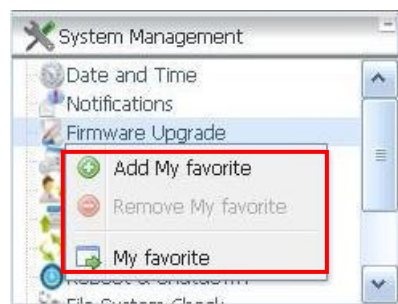 System Management
Date and Time
Notifications
Firmware Upgrade
Add My favorite
Remove My favorite
My favorite